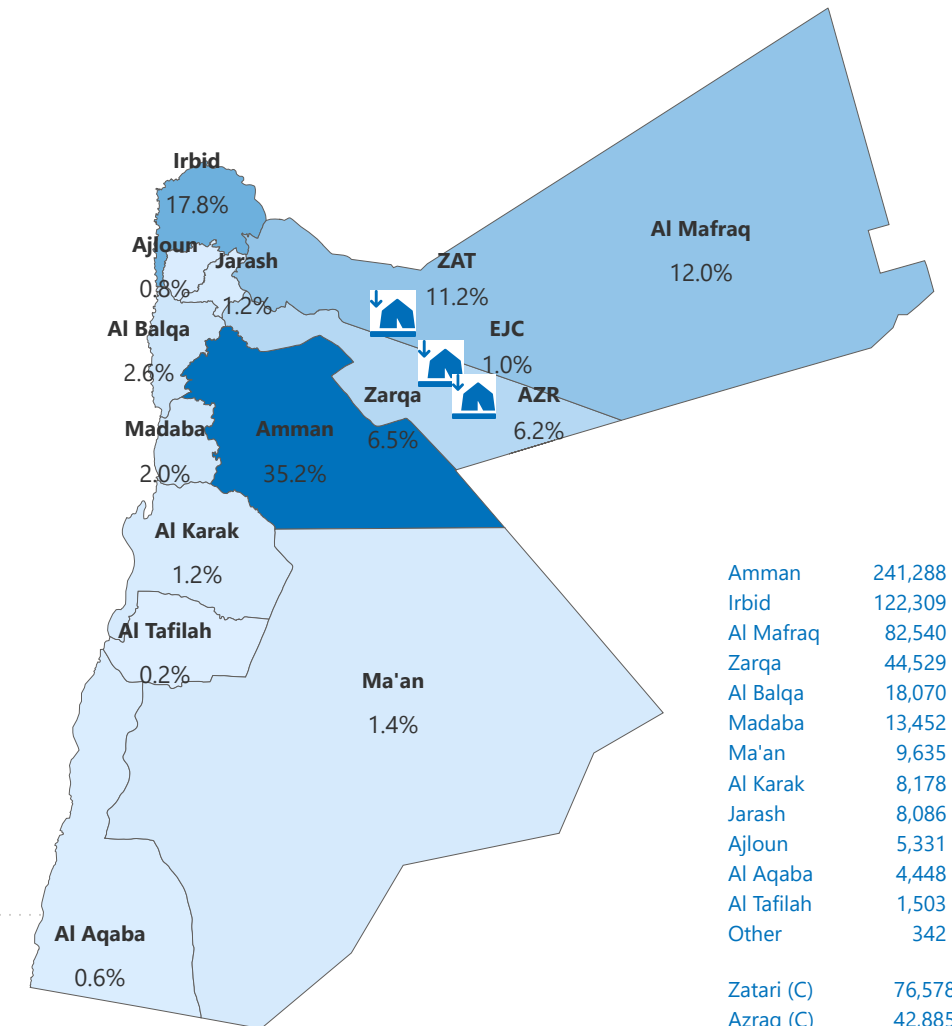 Irbid
17.8%
Ajloun
0.8%
Jarash
1.2%
ZAT
11.2%
Al Mafraq
12.0%
Al Balqa
2.6%
EJC
1.0%
Zarqa
6.5%
AZR
6.2%
Madaba
2.0%
Amman
35.2%
Al Karak
1.2%
Al Tafilah
0.2%
Ma'an
1.4%
Al Aqaba
0.6%
Amman 241,288
Irbid 122,309
Al Mafraq 82,540
Zarqa 44,529
Al Balqa 18,070
Madaba 13,452
Ma'an 9,635
Al Karak 8,178
Jarash 8,086
Ajloun 5,331
Al Aqaba 4,448
Al Tafilah 1,503
Other 342
Zatari (C) 76,578
Azraq (C) 42,885